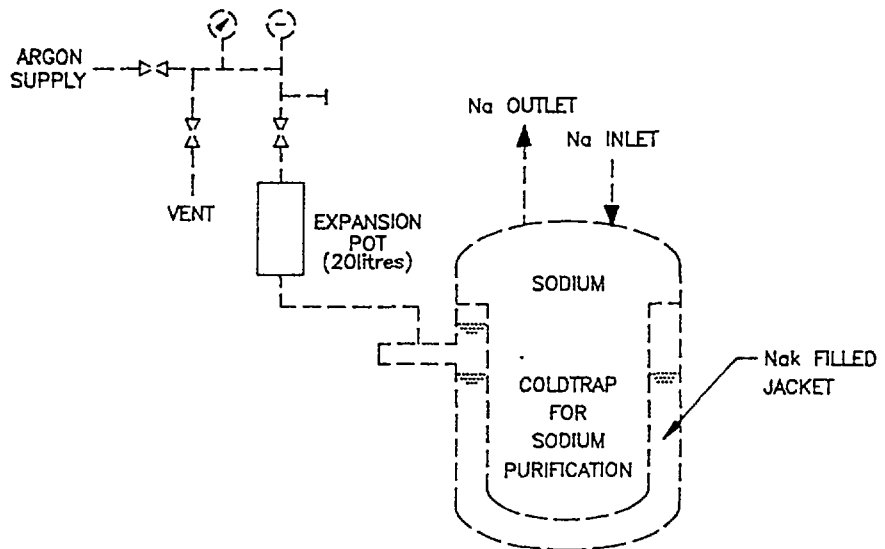 ARGON
SUPPLY
VENT
EXPANSION
POT
(20litres)
Na OUTLET
Na INLET
SODIUM
COLDTRAP
FOR
SODIUM
PURIFICATION
Nak FILLED
JACKET